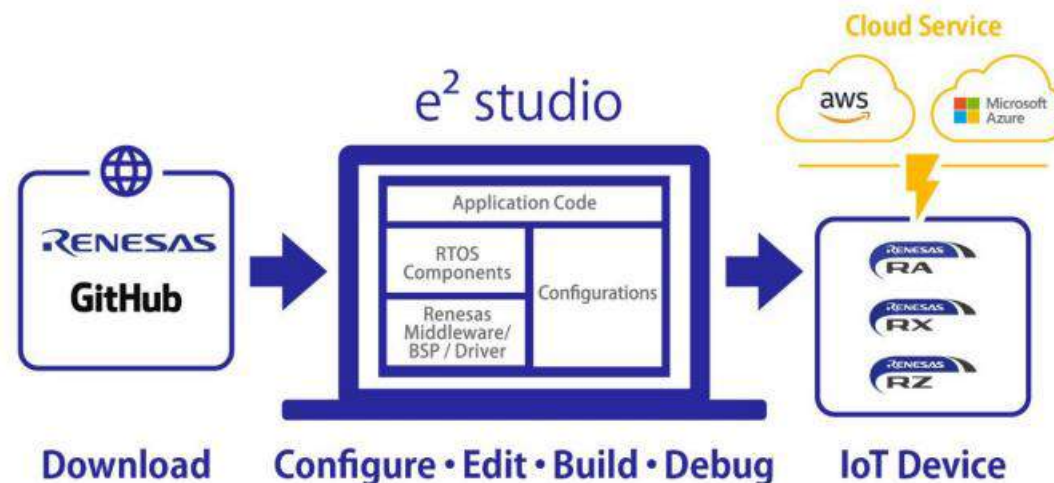 Cloud Service
aws
Microsoft
Azure
e² studio
RENESAS
GitHub
Application Code
RTOS
Components
Renesas
Middleware/
BSP / Driver
Configurations
RENESAS
RA
RENESAS
RX
RENESAS
RZ
Download
Configure • Edit • Build • Debug
IoT Device